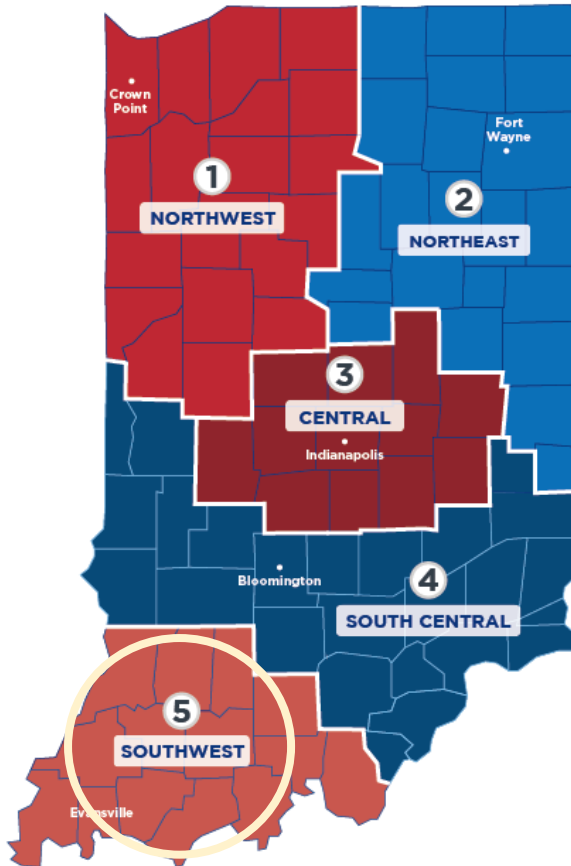 Crown
Point
1
NORTHWEST
Fort
Wayne
2
NORTHEAST
3
CENTRAL
Indianapolis
Bloomington
4
SOUTH CENTRAL
5
SOUTHWEST
Evansville